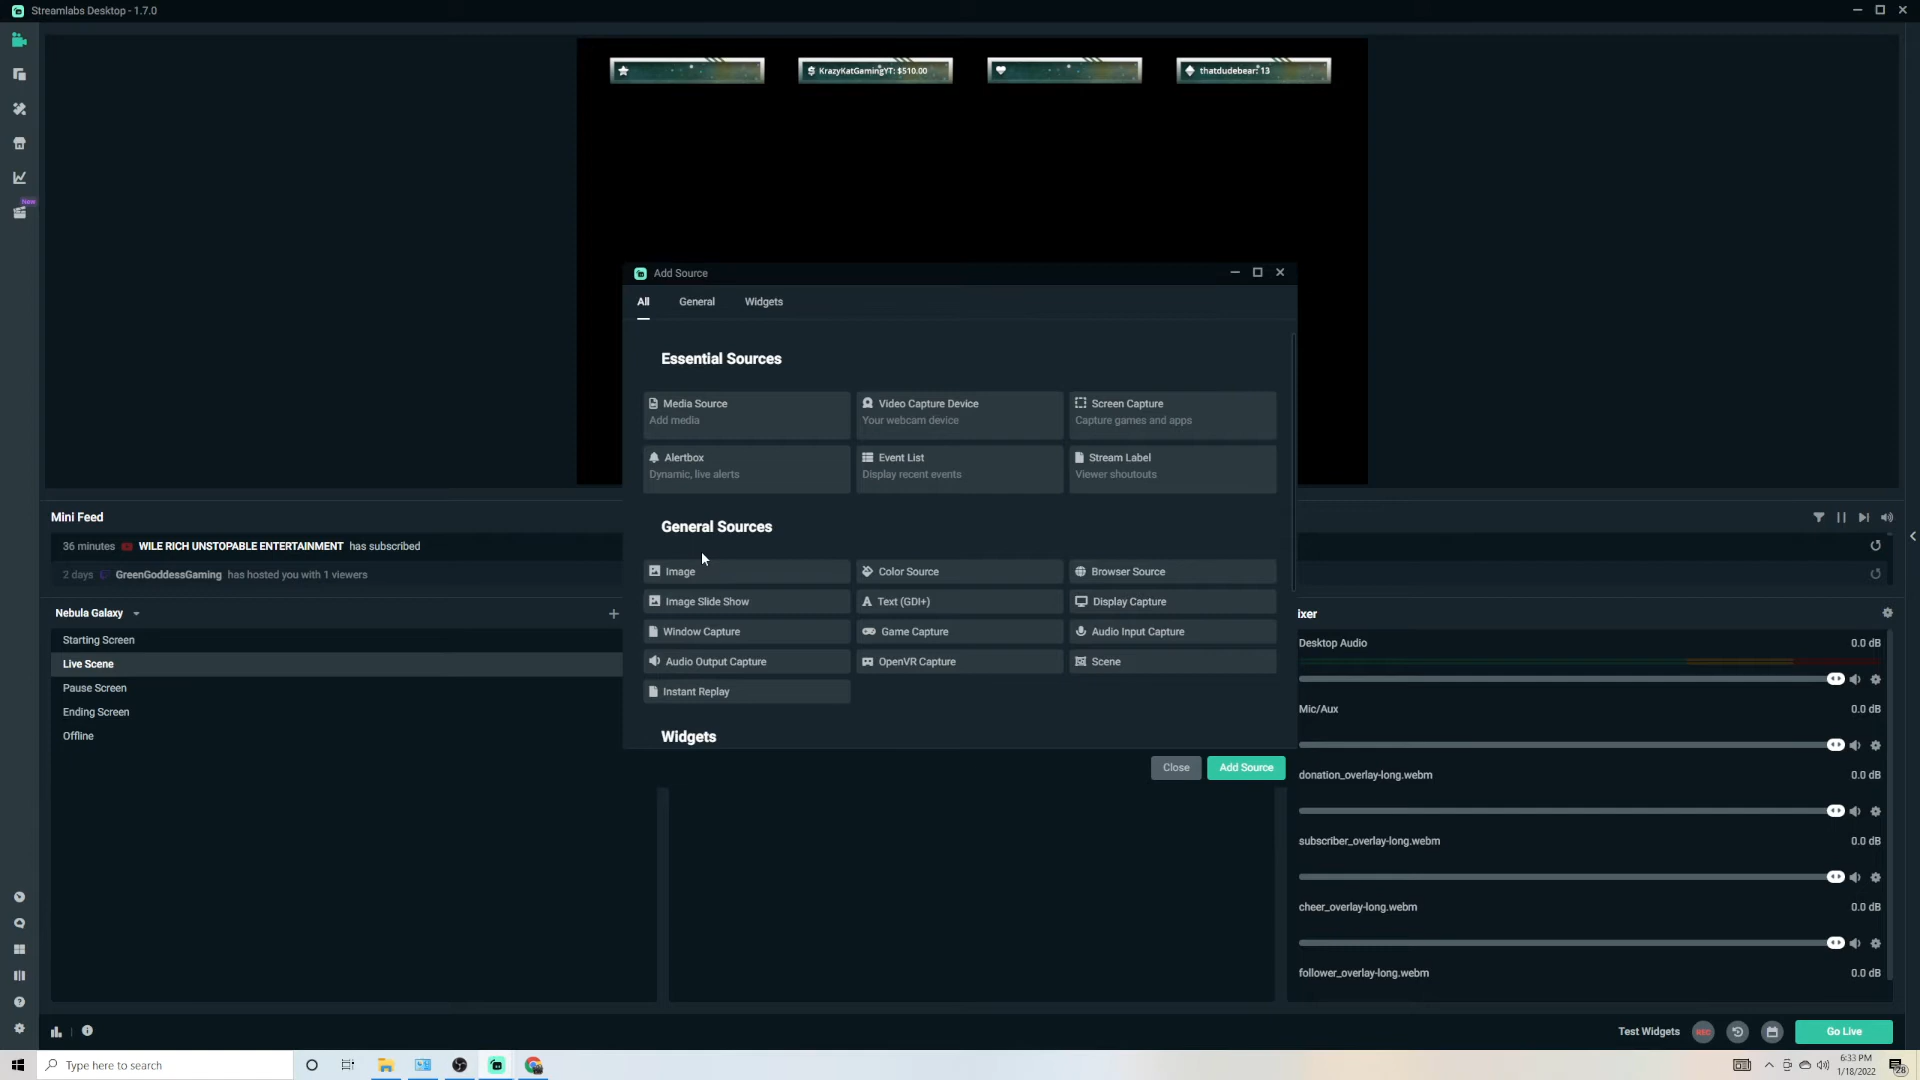 Streamlabs Desktop - 1.7.0
KrazyKatGamingYT: $510.00
thatdudebear: 13
New
Add Source
All General Widgets
Essential Sources
Media Source
Add media
Video Capture Device
Your webcam device
Screen Capture
Capture games and apps
Alertbox
Dynamic, live alerts
Event List
Display recent events
Stream Label
Viewer shoutouts
General Sources
Image
Color Source
Browser Source
Image Slide Show
Text (GDI+)
Display Capture
Window Capture
Game Capture
Audio Input Capture
Audio Output Capture
OpenVR Capture
Scene
Instant Replay
Widgets
Close
Add Source
Mini Feed
36 minutes WILE RICH UNSTOPABLE ENTERTAINMENT has subscribed
2 days GreenGoddessGaming has hosted you with 1 viewers
Nebula Galaxy
Starting Screen
Live Scene
Pause Screen
Ending Screen
Offline
ixer
Desktop Audio 0.0 dB
Mic/Aux 0.0 dB
donation_overlay-long.webm 0.0 dB
subscriber_overlay-long.webm 0.0 dB
cheer_overlay-long.webm 0.0 dB
follower_overlay-long.webm 0.0 dB
Test Widgets
REC
Go Live
Type here to search
6:33 PM
1/18/2022
28